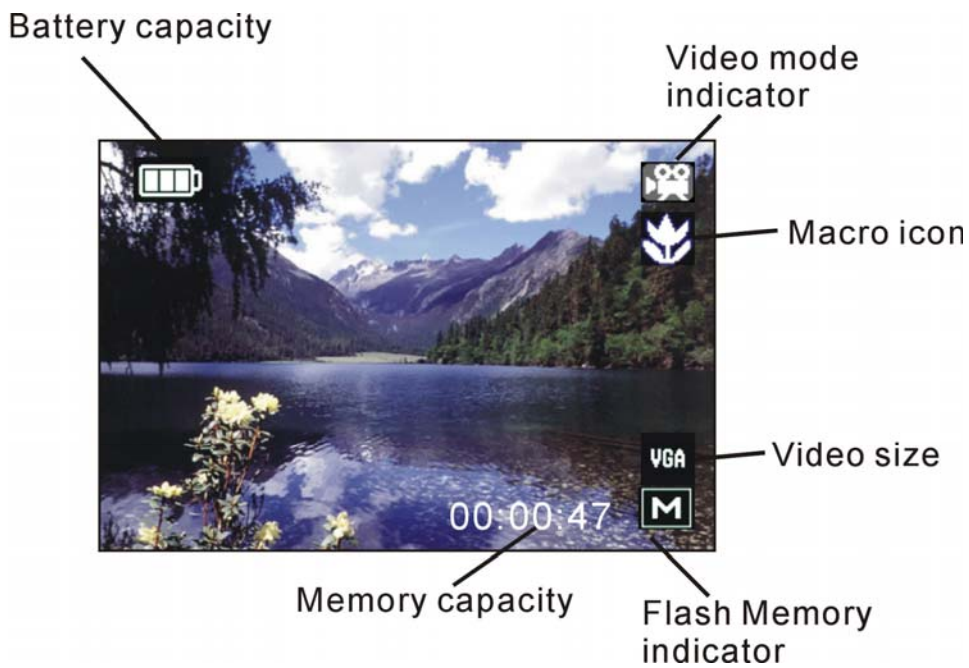 Battery capacity
Video mode
indicator
Macro icon
VGA
Video size
M
00:00:47
Memory capacity
Flash Memory
indicator